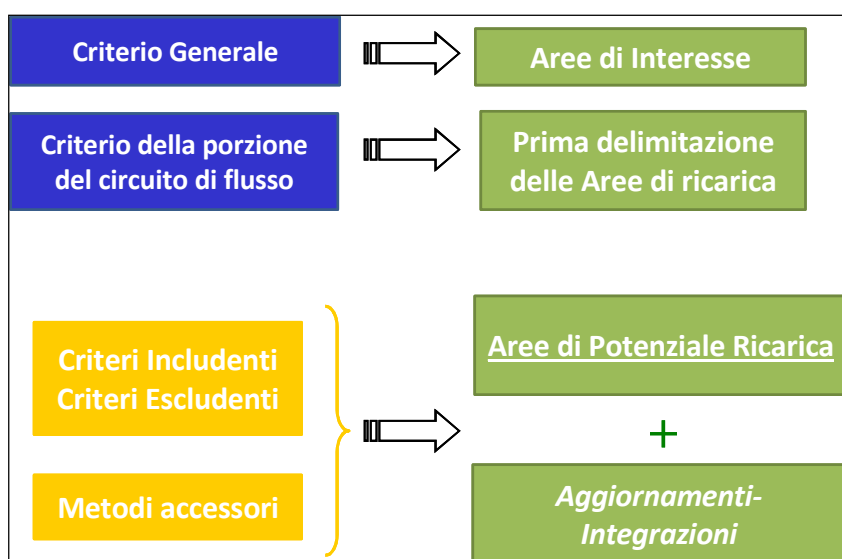 Criterio Generale
Aree di Interesse
Criterio della porzione
del circuito di flusso
Prima delimitazione
delle Aree di ricarica
Criteri Includenti
Criteri Escludenti
Metodi accessori
Aree di Potenziale Ricarica
+
Aggiornamenti-
Integrazioni